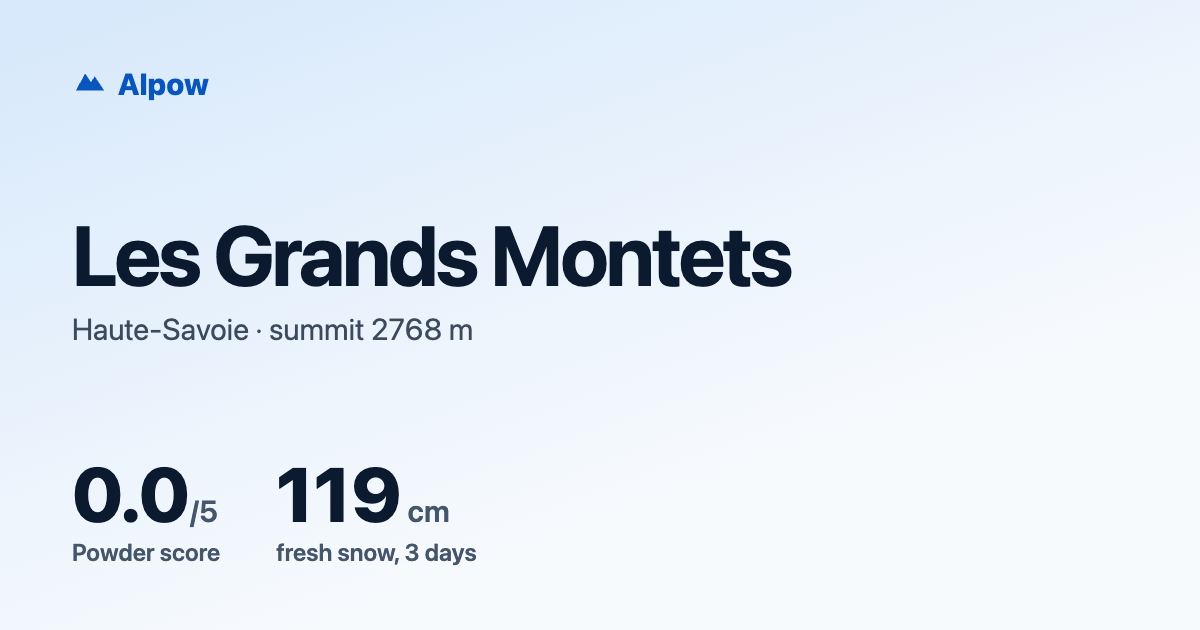 Alpow
Les Grands Montets
Haute-Savoie · summit 2768 m
0.0/5 119 cm
Powder score fresh snow, 3 days